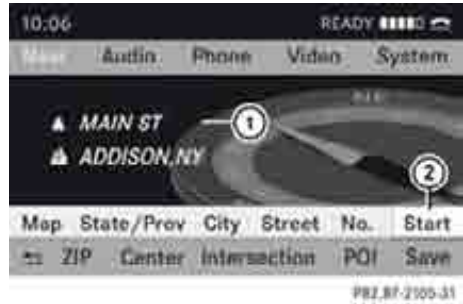 10:06 READY
Navi Audio Phone Video System
1
MAIN ST
ADDISON,NY
2
Map State/Prov City Street No. Start
ZIP Center Intersection POI Save
P82.87-2105-31